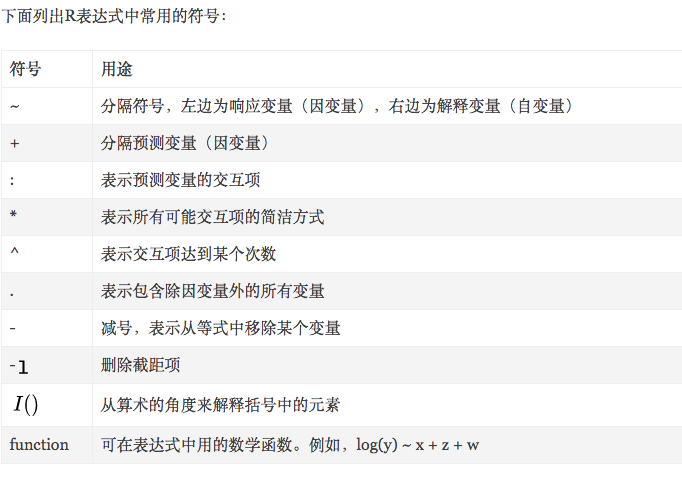 下面列出R表达式中常用的符号：
符号 用途
~ 分隔符号，左边为响应变量（因变量），右边为解释变量（自变量）
+ 分隔预测变量（因变量）
: 表示预测变量的交互项
* 表示所有可能交互项的简洁方式
^ 表示交互项达到某个次数
. 表示包含除因变量外的所有变量
- 减号，表示从等式中移除某个变量
-1 删除截距项
I() 从算术的角度来解释括号中的元素
function 可在表达式中用的数学函数。例如，log(y) ~ x + z + w